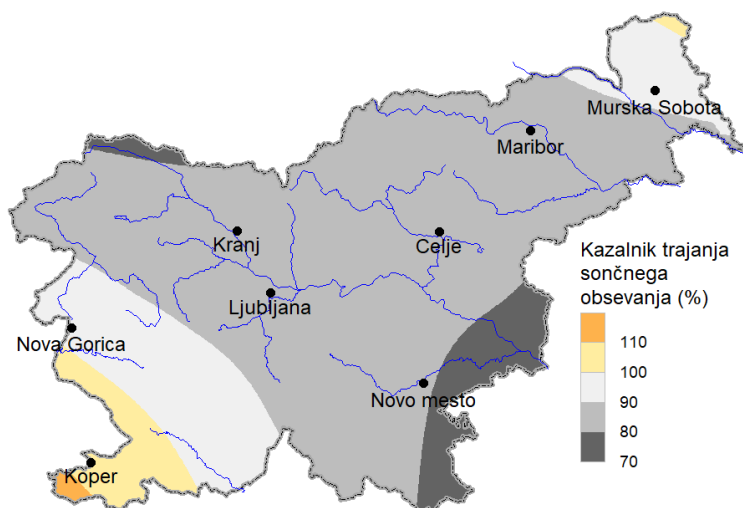 Murska Sobota
Maribor
Kranj
Celje
Ljubljana
Nova Gorica
Novo mesto
Koper
Kazalnik trajanja
sončnega
obsevanja (%)
110
100
90
80
70